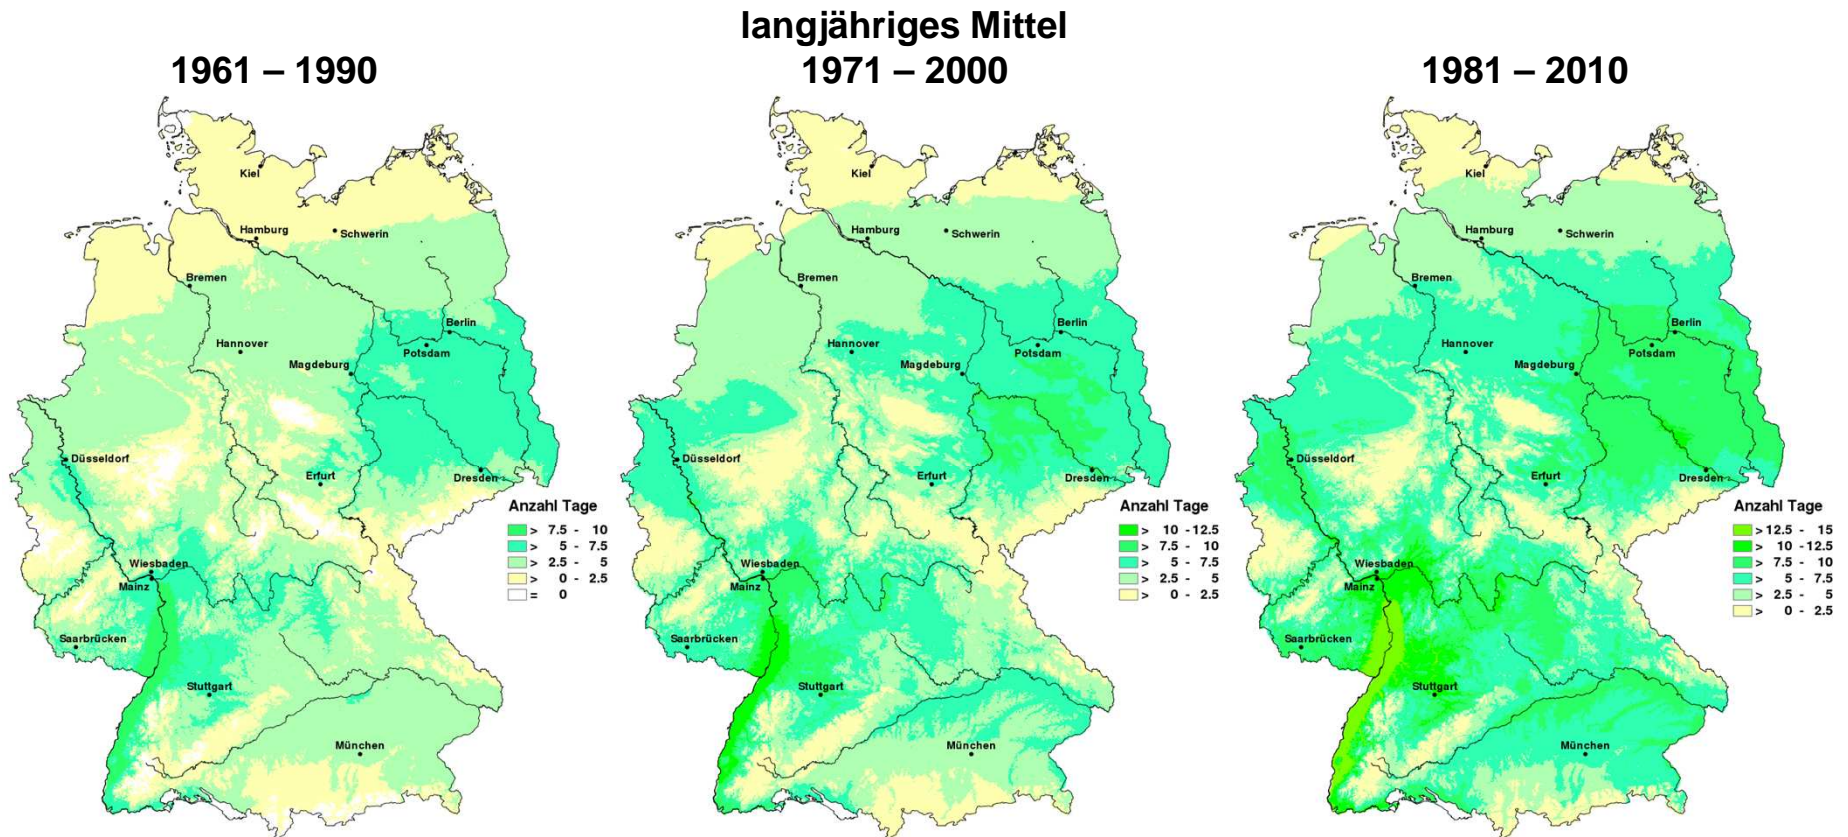 langjähriges Mittel
1961 – 1990
1971 – 2000
1981 – 2010
Kiel
Hamburg
Schwerin
Bremen
Berlin
Hannover
Potsdam
Magdeburg
Düsseldorf
Erfurt
Dresden
Wiesbaden
Mainz
Saarbrücken
Stuttgart
München
Anzahl Tage
> 7.5 - 10
> 5 - 7.5
> 2.5 - 5
> 0 - 2.5
= 0
Kiel
Hamburg
Schwerin
Bremen
Berlin
Hannover
Potsdam
Magdeburg
Düsseldorf
Erfurt
Dresden
Wiesbaden
Mainz
Saarbrücken
Stuttgart
München
Anzahl Tage
> 10 -12.5
> 7.5 - 10
> 5 - 7.5
> 2.5 - 5
> 0 - 2.5
Kiel
Hamburg
Schwerin
Bremen
Berlin
Hannover
Potsdam
Magdeburg
Düsseldorf
Erfurt
Dresden
Wiesbaden
Mainz
Saarbrücken
Stuttgart
München
Anzahl Tage
>12.5 - 15
> 10 -12.5
> 7.5 - 10
> 5 - 7.5
> 2.5 - 5
> 0 - 2.5